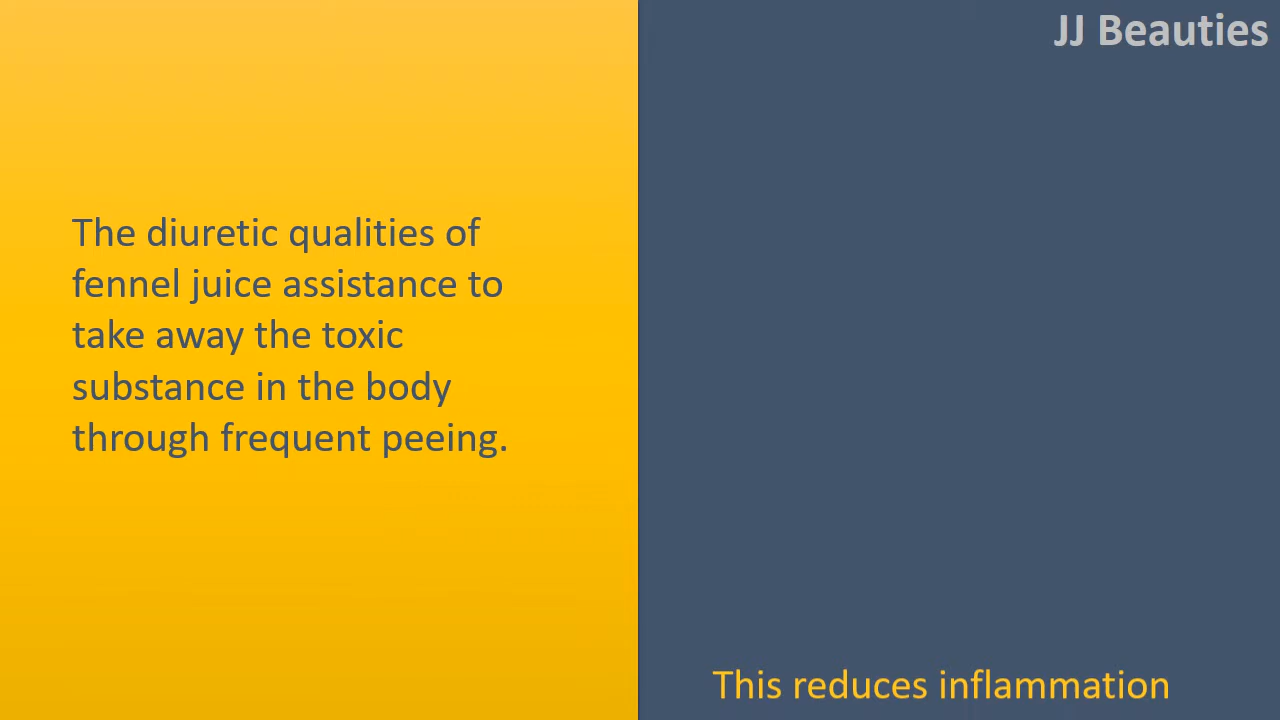 JJ Beauties
The diuretic qualities of
fennel juice assistance to
take away the toxic
substance in the body
through frequent peeing.
This reduces inflammation